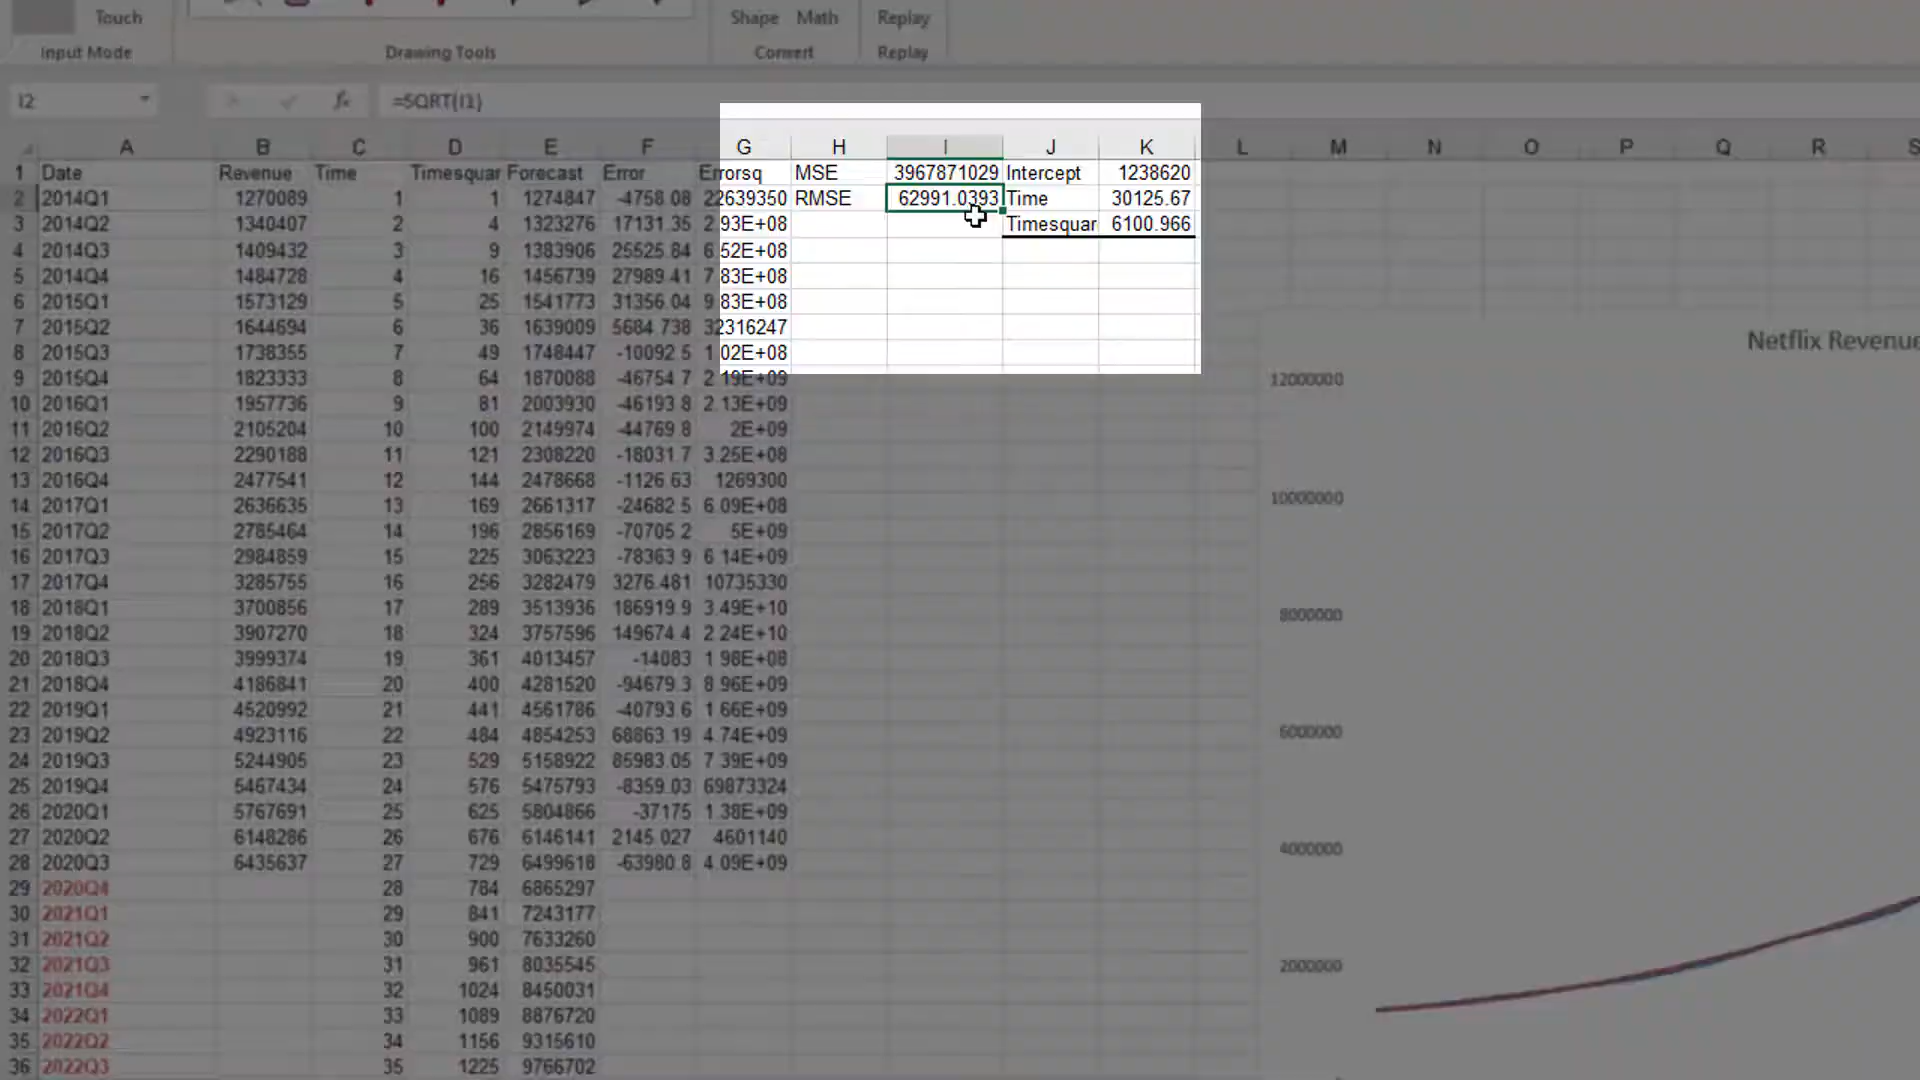 Touch Shape Math Replay
Input Mode Drawing Tools Convert Replay
I2 fx =SQRT(I1)
A B C D E F G H I J K L M N O P Q R S
1 Date Revenue Time Timesquar Forecast Error Errorsq MSE 3967871029 Intercept 1238620
2 2014Q1 1270089 1 1 1274847 -4758.08 22639350 RMSE 62991.0393 Time 30125.67
3 2014Q2 1340407 2 4 1323276 17131.35 2.93E+08 Timesquar 6100.966
4 2014Q3 1409432 3 9 1383906 25525.84 6.52E+08
5 2014Q4 1484728 4 16 1456739 27989.41 7.83E+08
6 2015Q1 1573129 5 25 1541773 31356.04 9.83E+08
7 2015Q2 1644694 6 36 1639009 5684.738 32316247
8 2015Q3 1738355 7 49 1748447 -10092.5 1.02E+08
9 2015Q4 1823333 8 64 1870088 -46754.7 2.19E+09
10 2016Q1 1957736 9 81 2003930 -46193.8 2.13E+09
11 2016Q2 2105204 10 100 2149974 -44769.8 2E+09
12 2016Q3 2290188 11 121 2308220 -18031.7 3.25E+08
13 2016Q4 2477541 12 144 2478668 -1126.63 1269300
14 2017Q1 2636635 13 169 2661317 -24682.5 6.09E+08
15 2017Q2 2785464 14 196 2856169 -70705.2 5E+09
16 2017Q3 2984859 15 225 3063223 -78363.9 6.14E+09
17 2017Q4 3285755 16 256 3282479 3276.481 10735330
18 2018Q1 3700856 17 289 3513936 186919.9 3.49E+10
19 2018Q2 3907270 18 324 3757596 149674.4 2.24E+10
20 2018Q3 3999374 19 361 4013457 -14083 1.98E+08
21 2018Q4 4186841 20 400 4281520 -94679.3 8.96E+09
22 2019Q1 4520992 21 441 4561786 -40793.6 1.66E+09
23 2019Q2 4923116 22 484 4854253 68863.19 4.74E+09
24 2019Q3 5244905 23 529 5158922 85983.05 7.39E+09
25 2019Q4 5467434 24 576 5475793 -8359.03 69873324
26 2020Q1 5767691 25 625 5804866 -37175 1.38E+09
27 2020Q2 6148286 26 676 6146141 2145.027 4601140
28 2020Q3 6435637 27 729 6499618 -63980.8 4.09E+09
29 2020Q4 28 784 6865297
30 2021Q1 29 841 7243177
31 2021Q2 30 900 7633260
32 2021Q3 31 961 8035545
33 2021Q4 32 1024 8450031
34 2022Q1 33 1089 8876720
35 2022Q2 34 1156 9315610
36 2022Q3 35 1225 9766702
Netflix Revenue
12000000
10000000
8000000
6000000
4000000
2000000